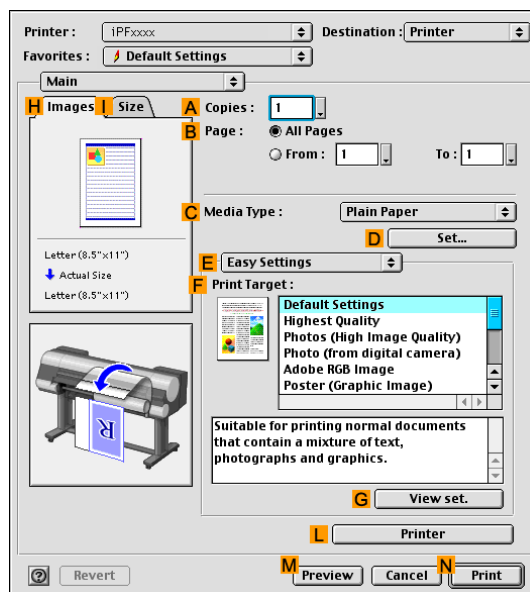 Printer : iPFxxxx Destination : Printer
Favorites : Default Settings
Main
H Images I Size
A Copies : 1
B Page : All Pages
From : 1 To : 1
C Media Type : Plain Paper
D Set...
Letter (8.5"x11")
Actual Size
Letter (8.5"x11")
E Easy Settings
F Print Target :
Default Settings
Highest Quality
Photos (High Image Quality)
Photo (from digital camera)
Adobe RGB Image
Poster (Graphic Image)
R
Suitable for printing normal documents
that contain a mixture of text,
photographs and graphics.
G View set.
L Printer
? Revert M Preview Cancel N Print